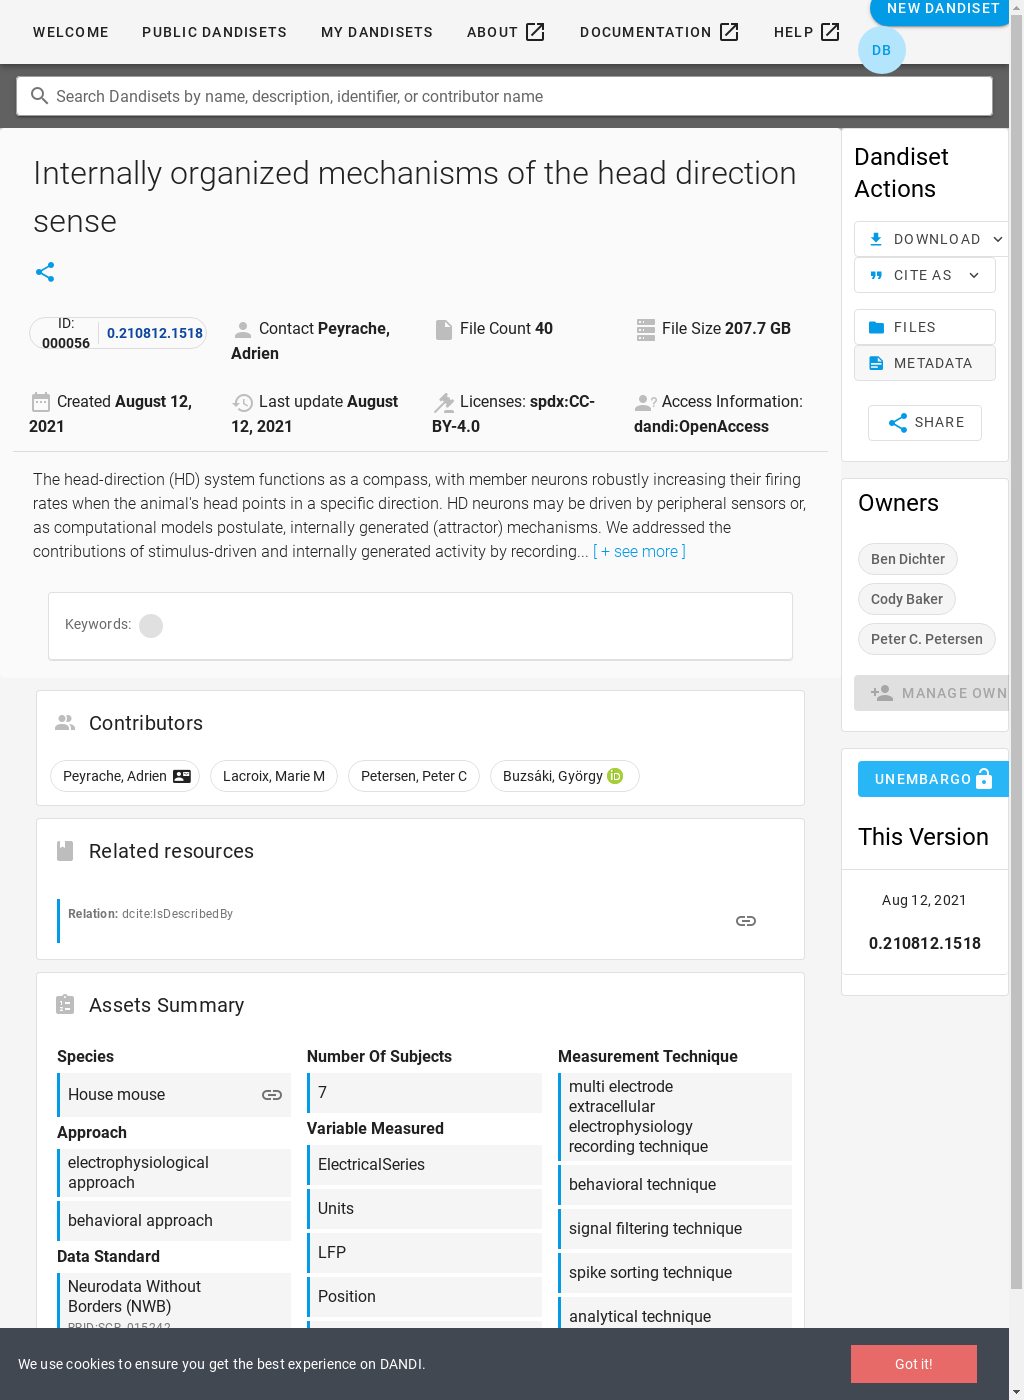 WELCOME PUBLIC DANDISETS MY DANDISETS ABOUT DOCUMENTATION HELP NEW DANDISET
DB
Search Dandisets by name, description, identifier, or contributor name
Internally organized mechanisms of the head direction
sense
ID:
000056
0.210812.1518
Contact Peyrache,
Adrien
File Count 40
File Size 207.7 GB
Created August 12,
2021
Last update August
12, 2021
Licenses: spdx:CC-
BY-4.0
Access Information:
dandi:OpenAccess
The head-direction (HD) system functions as a compass, with member neurons robustly increasing their firing
rates when the animal's head points in a specific direction. HD neurons may be driven by peripheral sensors or,
as computational models postulate, internally generated (attractor) mechanisms. We addressed the
contributions of stimulus-driven and internally generated activity by recording... [ + see more ]
Keywords:
Contributors
Peyrache, Adrien
Lacroix, Marie M
Petersen, Peter C
Buzsáki, György iD
Related resources
Relation: dcite:IsDescribedBy
Assets Summary
Species
House mouse
Approach
electrophysiological
approach
behavioral approach
Data Standard
Neurodata Without
Borders (NWB)
RRID:SCR_015242
Number Of Subjects
7
Variable Measured
ElectricalSeries
Units
LFP
Position
Measurement Technique
multi electrode
extracellular
electrophysiology
recording technique
behavioral technique
signal filtering technique
spike sorting technique
analytical technique
Dandiset
Actions
DOWNLOAD
CITE AS
FILES
METADATA
SHARE
Owners
Ben Dichter
Cody Baker
Peter C. Petersen
MANAGE OWN
UNEMBARGO
This Version
Aug 12, 2021
0.210812.1518
We use cookies to ensure you get the best experience on DANDI.
Got it!